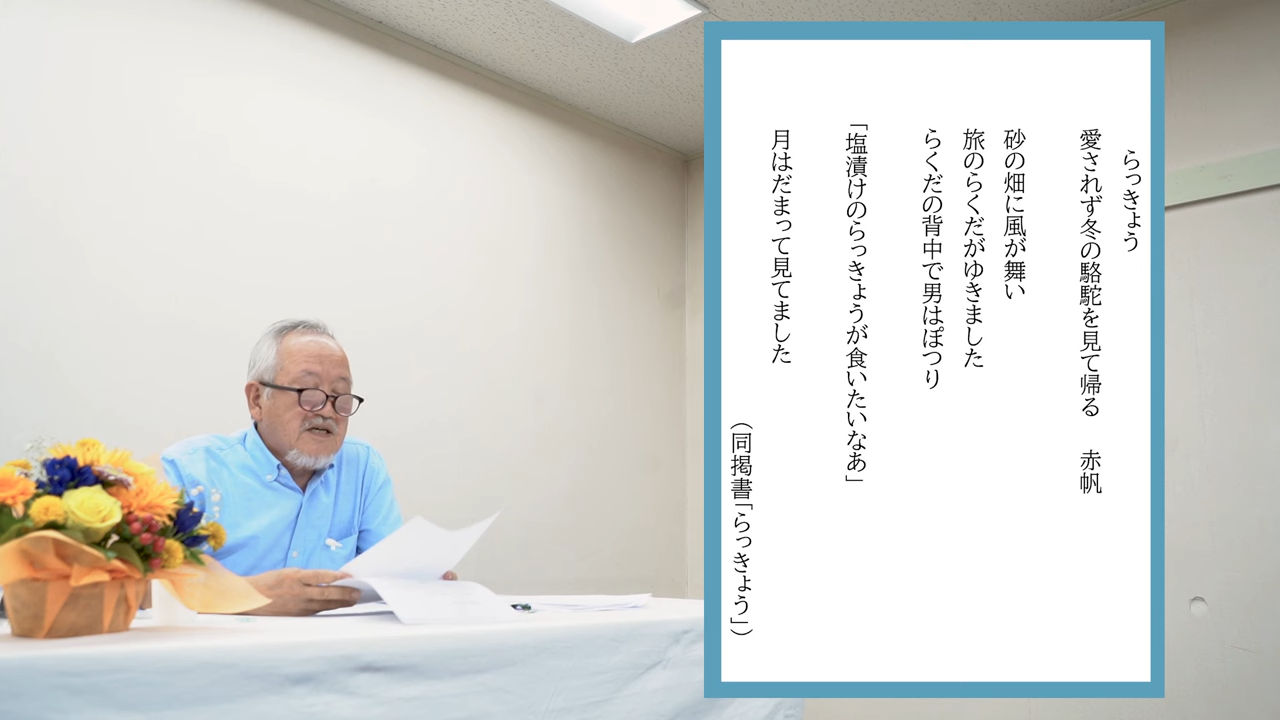 らっきょう
愛されず冬の駱駝を見て帰る　赤帆
砂の畑に風が舞い
旅のらくだがゆきました
らくだの背中で男はぽつり
「塩漬けのらっきょうが食いたいなあ」
月はだまって見てました
（同掲書「らっきょう」）